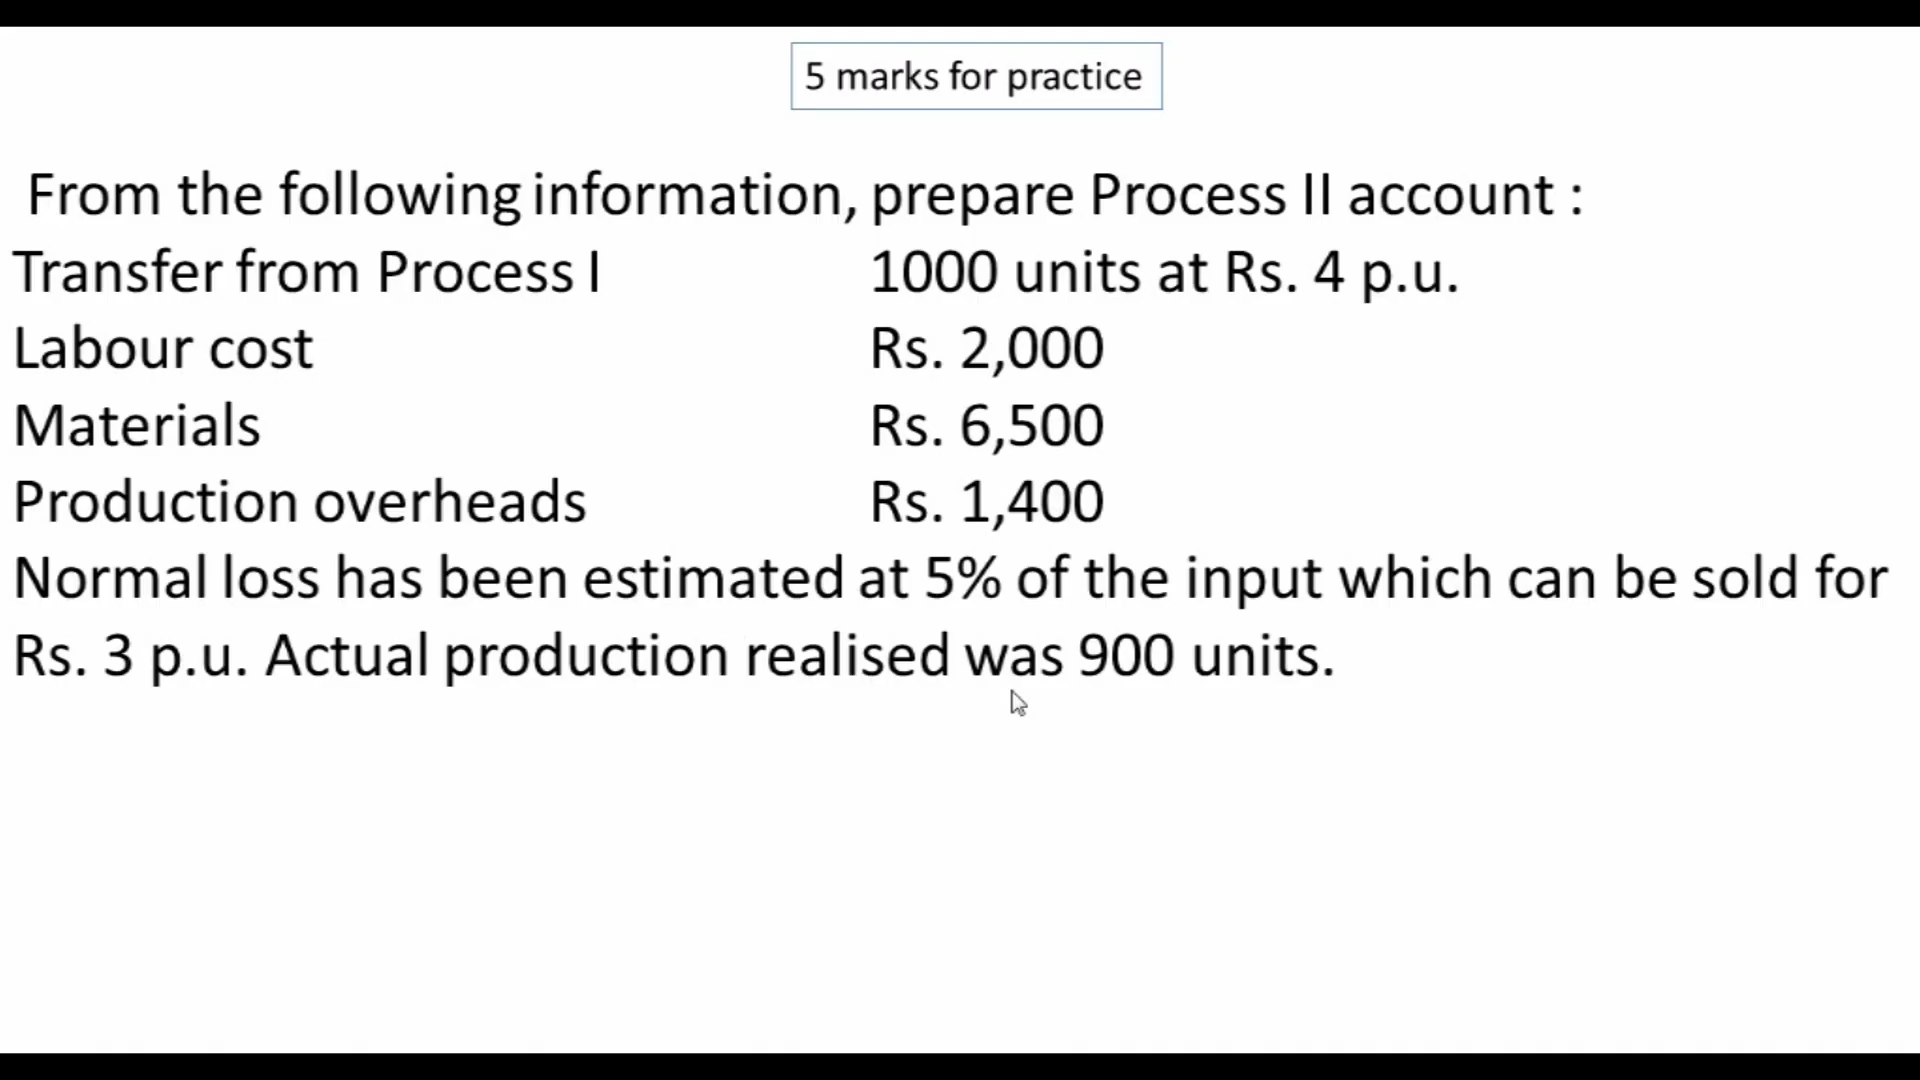 5 marks for practice
From the following information, prepare Process II account :
Transfer from Process I 1000 units at Rs. 4 p.u.
Labour cost Rs. 2,000
Materials Rs. 6,500
Production overheads Rs. 1,400
Normal loss has been estimated at 5% of the input which can be sold for
Rs. 3 p.u. Actual production realised was 900 units.